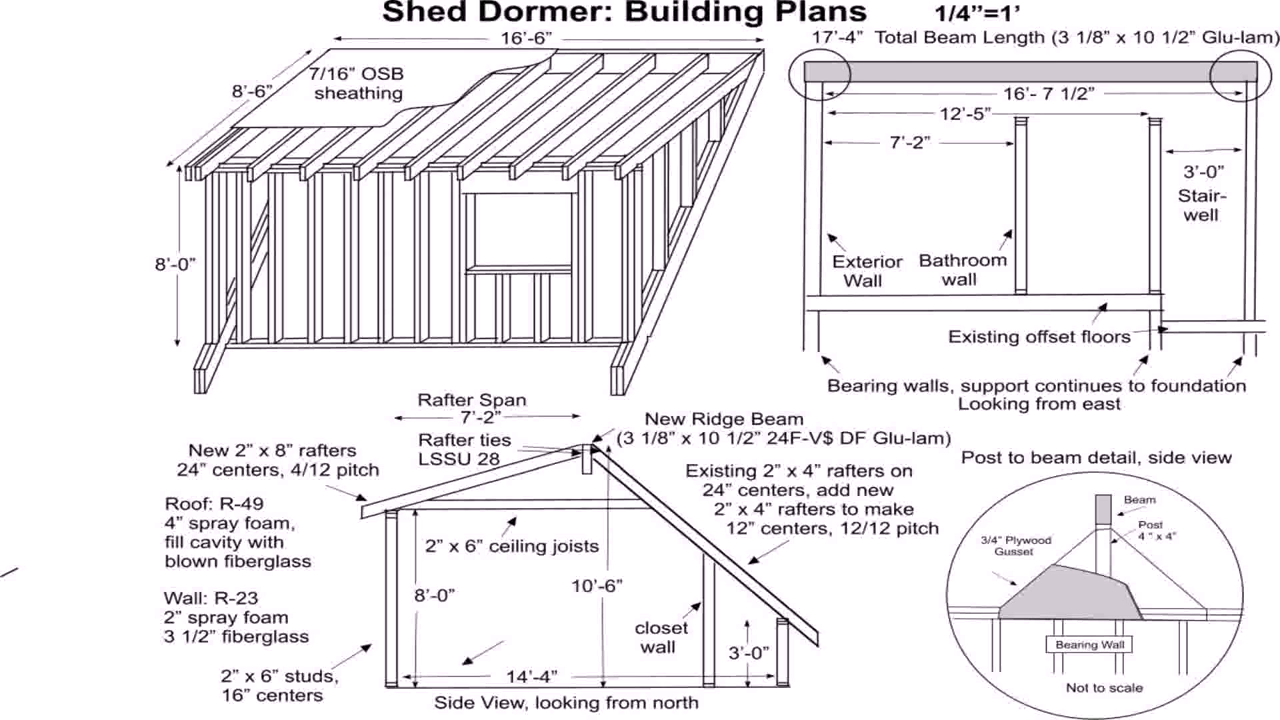 Shed Dormer: Building Plans
1/4”=1’
16’-6”
8’-6”
7/16” OSB
sheathing
8’-0”
17’-4” Total Beam Length (3 1/8” x 10 1/2” Glu-lam)
16’- 7 1/2”
12’-5”
7’-2”
3’-0”
Stair-
well
Exterior
Wall
Bathroom
wall
Existing offset floors
Bearing walls, support continues to foundation
Looking from east
Rafter Span
7’-2”
Rafter ties
LSSU 28
New Ridge Beam
(3 1/8” x 10 1/2” 24F-V$ DF Glu-lam)
New 2” x 8” rafters
24” centers, 4/12 pitch
Roof: R-49
4” spray foam,
fill cavity with
blown fiberglass
Wall: R-23
2” spray foam
3 1/2” fiberglass
2” x 6” studs,
16” centers
Existing 2” x 4” rafters on
24” centers, add new
2” x 4” rafters to make
12” centers, 12/12 pitch
2” x 6” ceiling joists
8’-0”
10’-6”
closet
wall
3’-0”
14’-4”
Side View, looking from north
Post to beam detail, side view
Beam
Post
4 “ x 4”
3/4” Plywood
Gusset
Bearing Wall
Not to scale